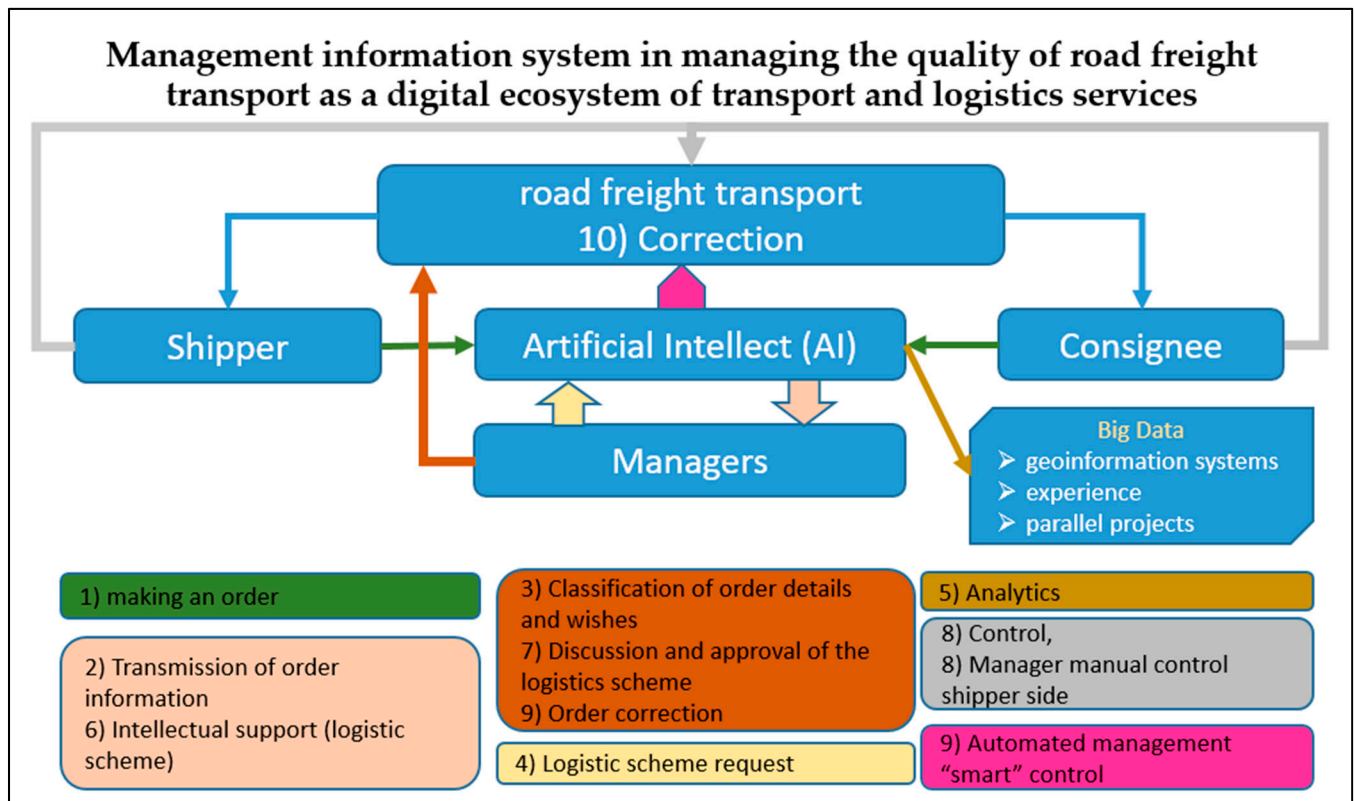 Management information system in managing the quality of road freight
transport as a digital ecosystem of transport and logistics services
road freight transport
10) Correction
Shipper
Artificial Intellect (AI)
Consignee
Managers
Big Data
➢ geoinformation systems
➢ experience
➢ parallel projects
1) making an order
2) Transmission of order
information
6) Intellectual support (logistic
scheme)
3) Classification of order details
and wishes
7) Discussion and approval of the
logistics scheme
9) Order correction
4) Logistic scheme request
5) Analytics
8) Control,
8) Manager manual control
shipper side
9) Automated management
“smart” control